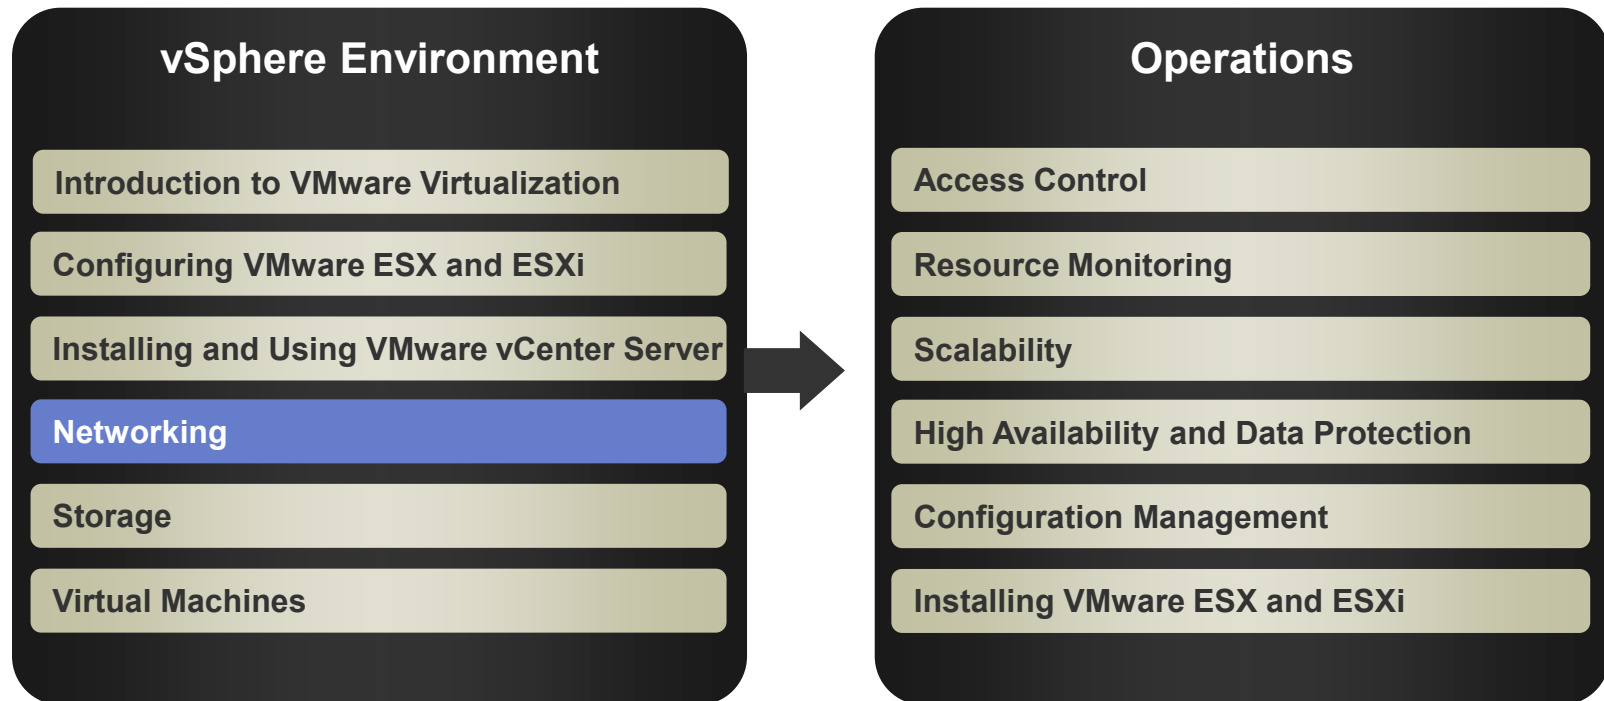 vSphere Environment
Introduction to VMware Virtualization
Configuring VMware ESX and ESXi
Installing and Using VMware vCenter Server
Networking
Storage
Virtual Machines
Operations
Access Control
Resource Monitoring
Scalability
High Availability and Data Protection
Configuration Management
Installing VMware ESX and ESXi